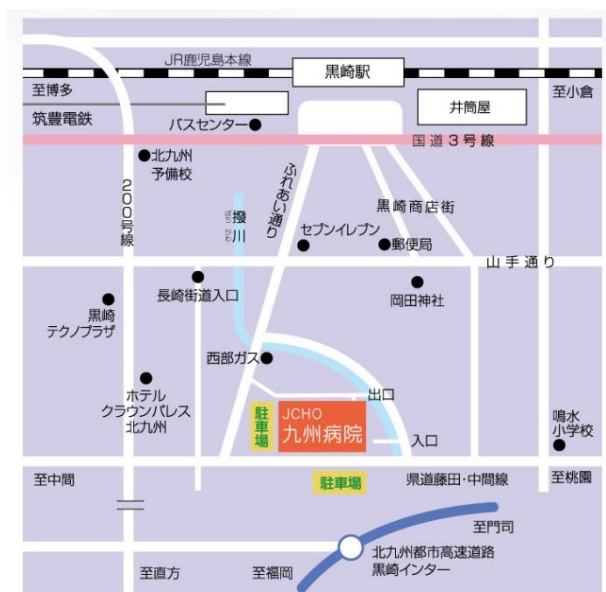 JR鹿児島本線
黒崎駅
至博多
井筒屋
至小倉
筑豊電鉄
バスセンター
国道3号線
北九州
予備校
200号線
撥川
ばち がわ
ふれあい通り
黒崎商店街
セブンイレブン
郵便局
山手通り
長崎街道入口
岡田神社
黒崎
テクノプラザ
西部ガス
ホテル
クラウンパレス
北九州
出口
駐車場
JCHO
九州病院
入口
鳴水
小学校
至中間
駐車場
県道藤田・中間線
至桃園
至門司
北九州都市高速道路
黒崎インター
至直方
至福岡